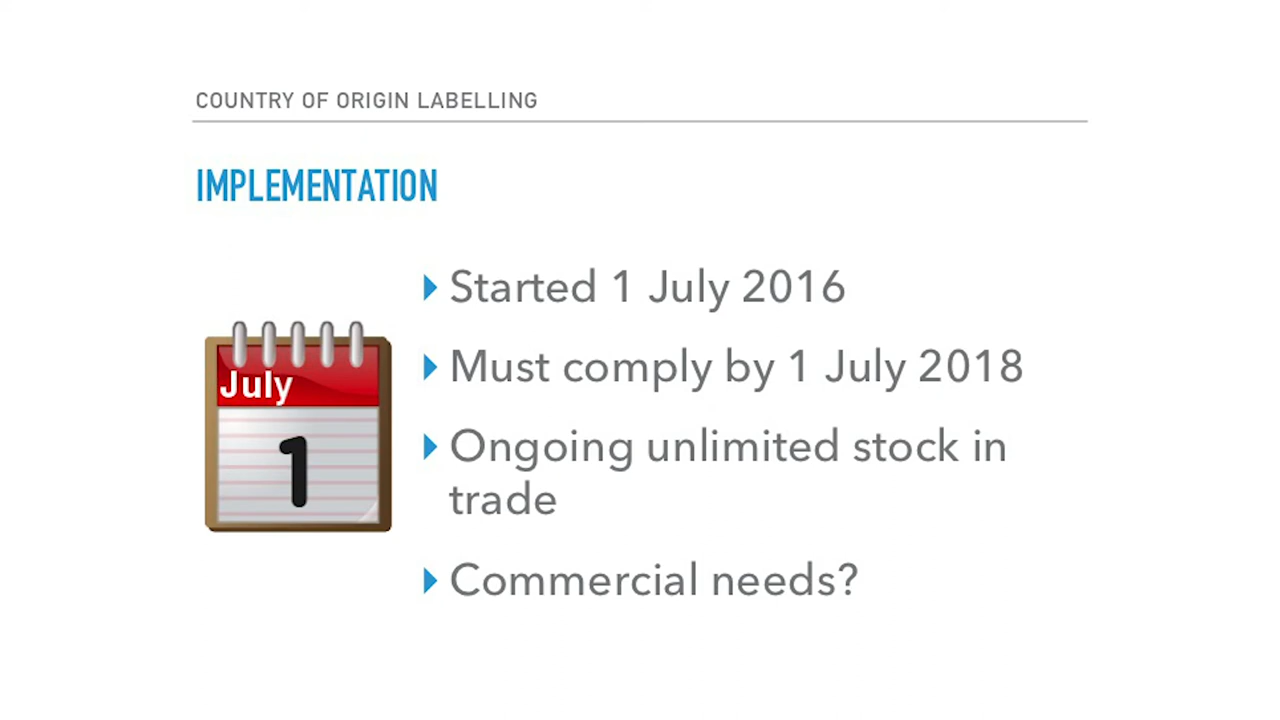 COUNTRY OF ORIGIN LABELLING
IMPLEMENTATION
Started 1 July 2016
Must comply by 1 July 2018
Ongoing unlimited stock in
trade
Commercial needs?
July
1